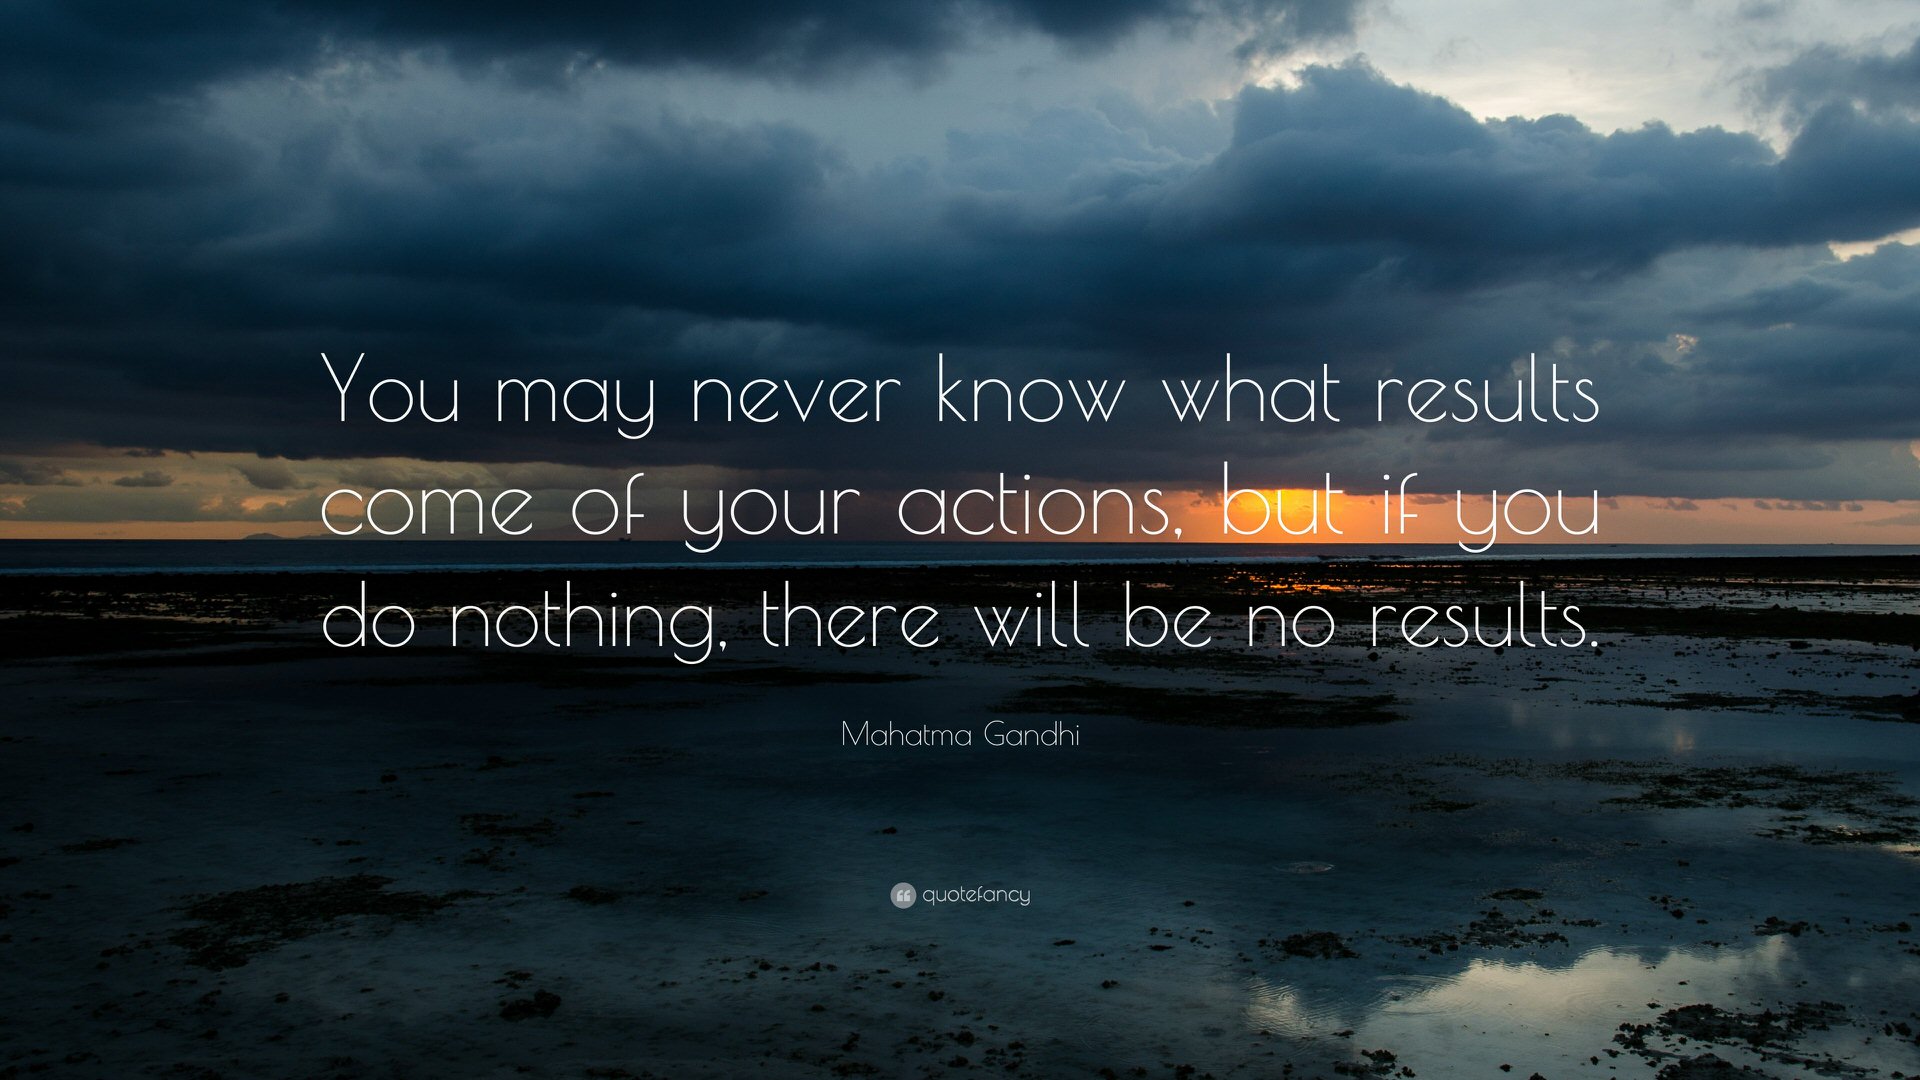 You may never know what results
come of your actions, but if you
do nothing, there will be no results.
Mahatma Gandhi
quotefancy